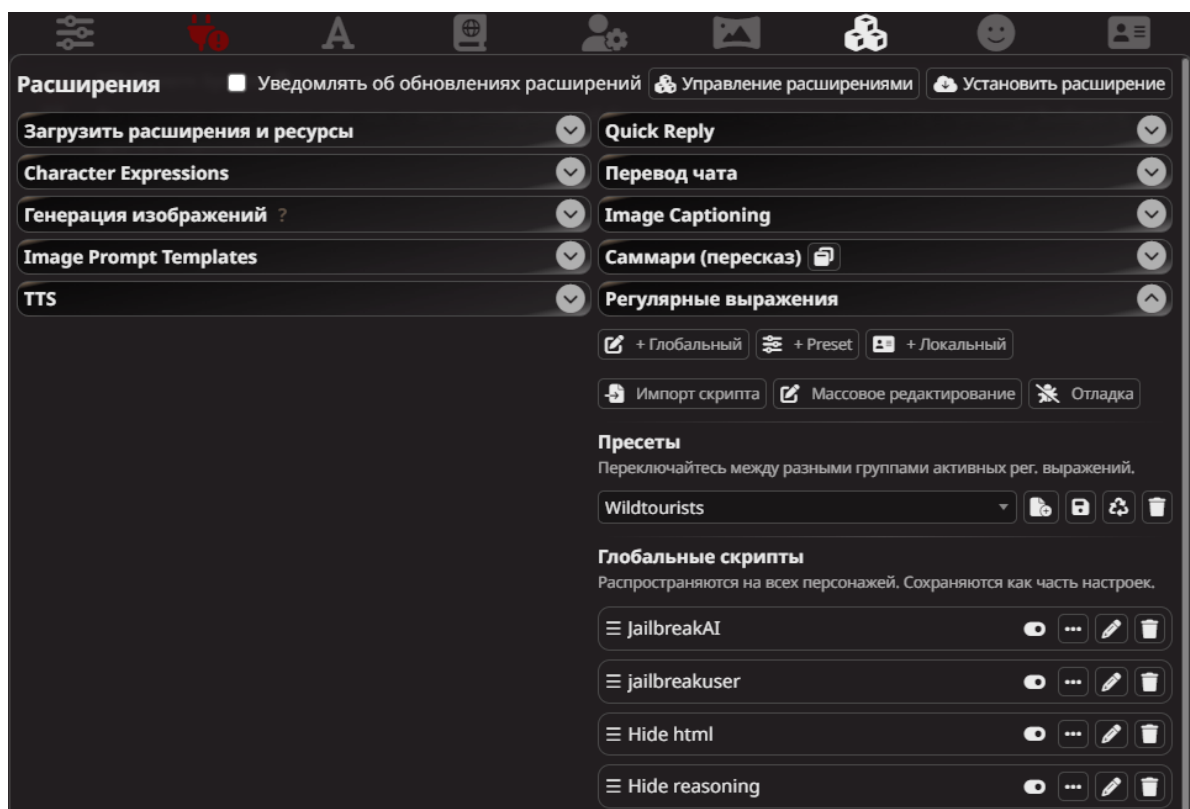 Расширения
Уведомлять об обновлениях расширений
Управление расширениями
Установить расширение
Загрузить расширения и ресурсы
Character Expressions
Генерация изображений ?
Image Prompt Templates
TTS
Quick Reply
Перевод чата
Image Captioning
Саммари (пересказ)
Регулярные выражения
+ Глобальный
+ Preset
+ Локальный
Импорт скрипта
Массовое редактирование
Отладка
Пресеты
Переключайтесь между разными группами активных рег. выражений.
Wildtourists
Глобальные скрипты
Распространяются на всех персонажей. Сохраняются как часть настроек.
JailbreakAI
jailbreakuser
Hide html
Hide reasoning